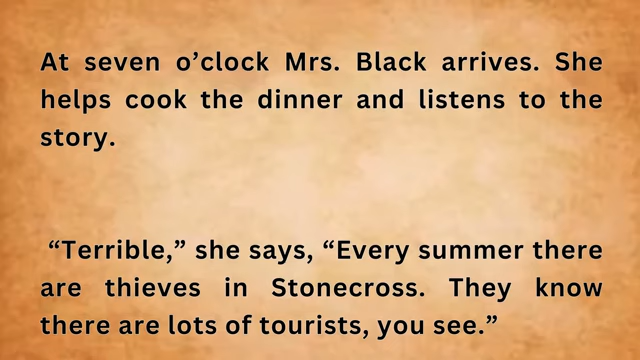 At seven o’clock Mrs. Black arrives. She
helps cook the dinner and listens to the
story.
“Terrible,” she says, “Every summer there
are thieves in Stonecross. They know
there are lots of tourists, you see.”